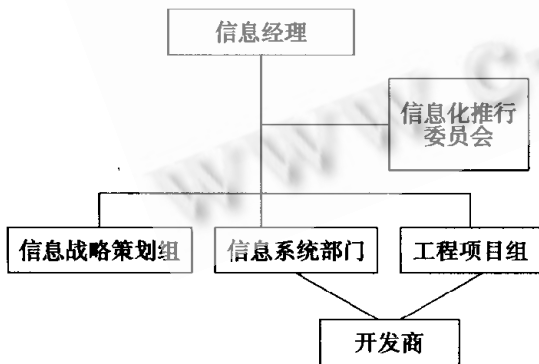 信息经理
信息化推行
委员会
信息战略策划组
信息系统部门
工程项目组
开发商